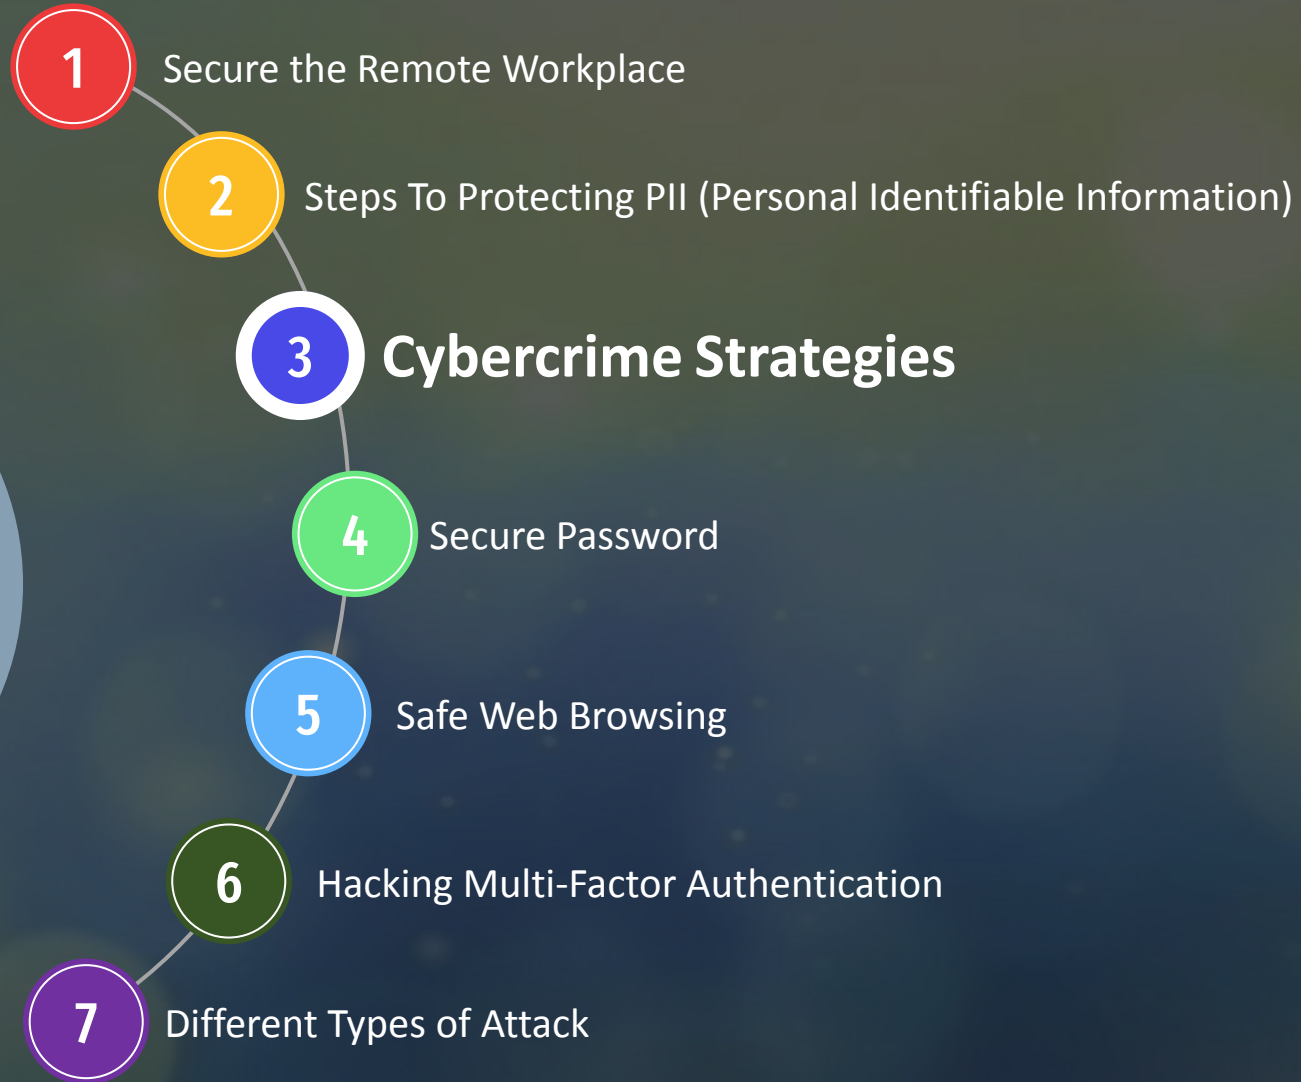 1 Secure the Remote Workplace
2 Steps To Protecting PII (Personal Identifiable Information)
3 Cybercrime Strategies
4 Secure Password
5 Safe Web Browsing
6 Hacking Multi-Factor Authentication
7 Different Types of Attack